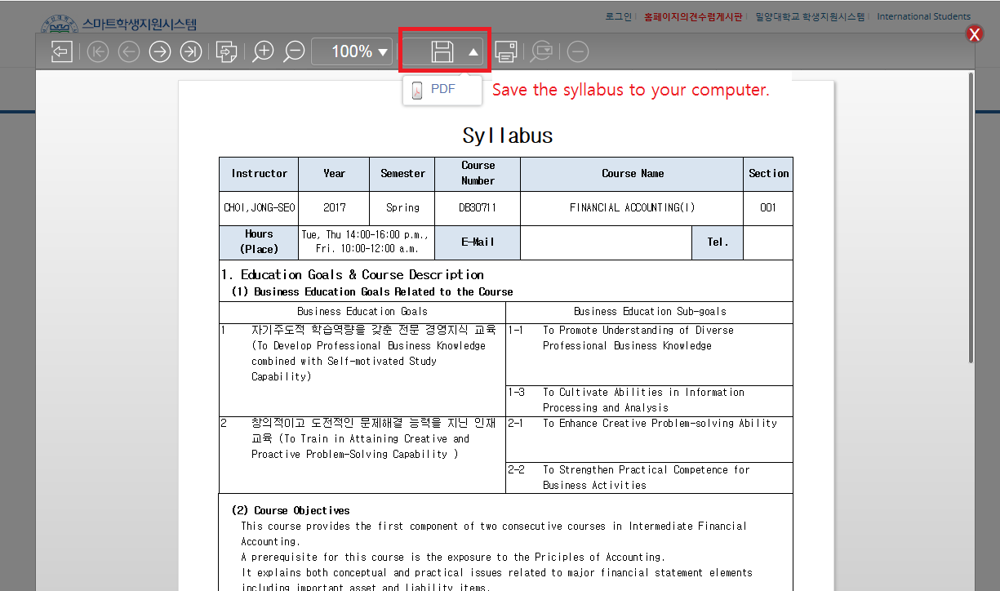 로그인 홈페이지의견수렴게시판 밀양대학교 학생지원시스템 International Students
스마트학생지원시스템
X
100%
PDF
Save the syllabus to your computer.
Syllabus
Instructor Year Semester Course Number Course Name Section
CHOI,JONG-SEO 2017 Spring DB30711 FINANCIAL ACCOUNTING(I) 001
Hours (Place) Tue, Thu 14:00-16:00 p.m., Fri. 10:00-12:00 a.m. E-Mail Tel.
1. Education Goals & Course Description
(1) Business Education Goals Related to the Course
Business Education Goals Business Education Sub-goals
1 자기주도적 학습역량을 갖춘 전문 경영지식 교육
(To Develop Professional Business Knowledge
combined with Self-motivated Study
Capability)
1-1 To Promote Understanding of Diverse
Professional Business Knowledge
1-3 To Cultivate Abilities in Information
Processing and Analysis
2 창의적이고 도전적인 문제해결 능력을 지닌 인재
교육 (To Train in Attaining Creative and
Proactive Problem-Solving Capability )
2-1 To Enhance Creative Problem-solving Ability
2-2 To Strengthen Practical Competence for
Business Activities
(2) Course Objectives
This course provides the first component of two consecutive courses in Intermediate Financial
Accounting.
A prerequisite for this course is the exposure to the Priciples of Accounting.
It explains both conceptual and practical issues related to major financial statement elements
including important asset and liability items.